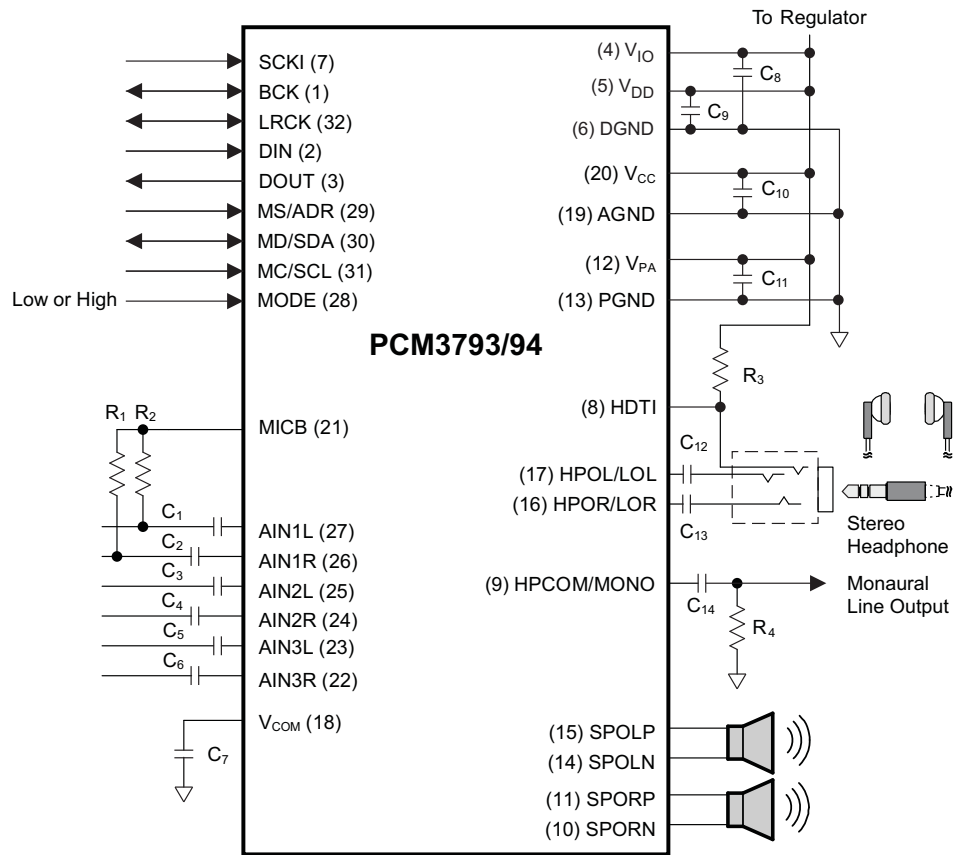 To Regulator
SCKI (7)
BCK (1)
LRCK (32)
DIN (2)
DOUT (3)
MS/ADR (29)
MD/SDA (30)
MC/SCL (31)
Low or High
MODE (28)
(4) VIO
C8
(5) VDD
C9
(6) DGND
(20) VCC
C10
(19) AGND
(12) VPA
C11
(13) PGND
PCM3793/94
R3
(8) HDTI
R1 R2
MICB (21)
C12
(17) HPOL/LOL
(16) HPOR/LOR
C13
Stereo
Headphone
C1
AIN1L (27)
C2
AIN1R (26)
C3
AIN2L (25)
C4
AIN2R (24)
C5
AIN3L (23)
C6
AIN3R (22)
(9) HPCOM/MONO
C14
Monaural
Line Output
R4
VCOM (18)
C7
(15) SPOLP
(14) SPOLN
(11) SPORP
(10) SPORN